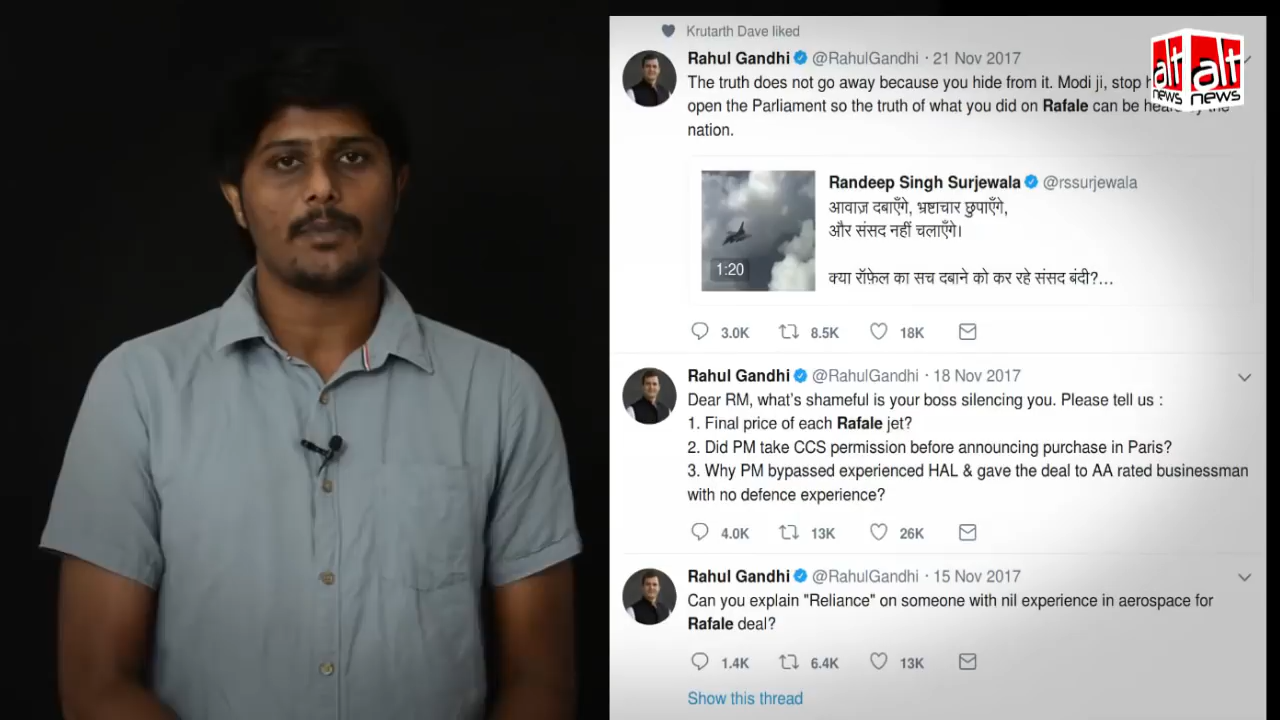 Krutarth Dave liked
Rahul Gandhi @RahulGandhi · 21 Nov 2017
The truth does not go away because you hide from it. Modi ji, stop
open the Parliament so the truth of what you did on Rafale can be
nation.
Randeep Singh Surjewala @rssurjewala
आवाज़ दबाएँगे, भ्रष्टाचार छुपाएँगे,
और संसद नहीं चलाएँगे।
1:20
क्या रॉफ़ेल का सच दबाने को कर रहे संसद बंदी?...
3.0K 8.5K 18K
Rahul Gandhi @RahulGandhi · 18 Nov 2017
Dear RM, what's shameful is your boss silencing you. Please tell us :
1. Final price of each Rafale jet?
2. Did PM take CCS permission before announcing purchase in Paris?
3. Why PM bypassed experienced HAL & gave the deal to AA rated businessman
with no defence experience?
4.0K 13K 26K
Rahul Gandhi @RahulGandhi · 15 Nov 2017
Can you explain "Reliance" on someone with nil experience in aerospace for
Rafale deal?
1.4K 6.4K 13K
Show this thread
alt alt
news news